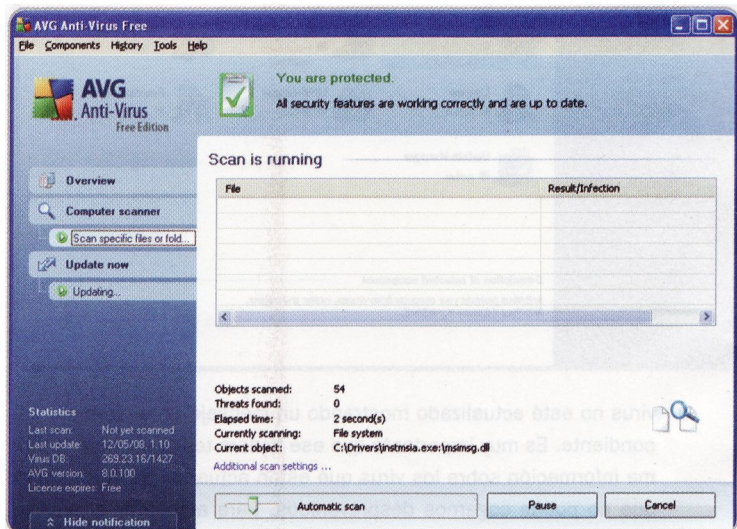 AVG Anti-Virus Free
File Components History Tools Help
AVG
Anti-Virus
Free Edition
You are protected.
All security features are working correctly and are up to date.
Overview
Computer scanner
Scan specific files or fold...
Update now
Updating...
Scan is running
File Result/Infection
Objects scanned: 54
Threats found: 0
Elapsed time: 2 second(s)
Currently scanning: File system
Current object: C:\Drivers\instmsia.exe:\msimsg.dll
Additional scan settings ...
Statistics
Last scan: Not yet scanned
Last update: 12/05/08, 1:10
Virus DB: 269.23.16/1427
AVG version: 8.0.100
License expires: Free
Hide notification
Automatic scan Pause Cancel